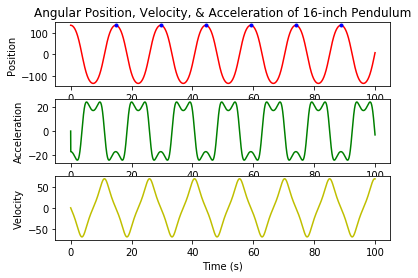 Angular Position, Velocity, & Acceleration of 16-inch Pendulum
Position
100
0
−100
0 20 40 60 80 100
Acceleration
20
0
−20
0 20 40 60 80 100
Velocity
50
0
−50
0 20 40 60 80 100
Time (s)